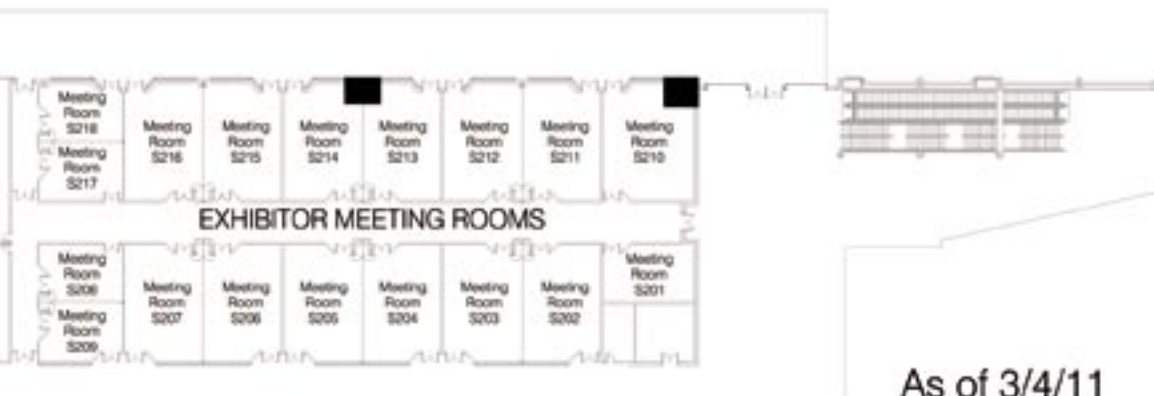 Meeting
Room
S218
Meeting
Room
S217
Meeting
Room
S216
Meeting
Room
S215
Meeting
Room
S214
Meeting
Room
S213
Meeting
Room
S212
Meeting
Room
S211
Meeting
Room
S210
EXHIBITOR MEETING ROOMS
Meeting
Room
S208
Meeting
Room
S209
Meeting
Room
S207
Meeting
Room
S206
Meeting
Room
S205
Meeting
Room
S204
Meeting
Room
S203
Meeting
Room
S202
Meeting
Room
S201
As of 3/4/11